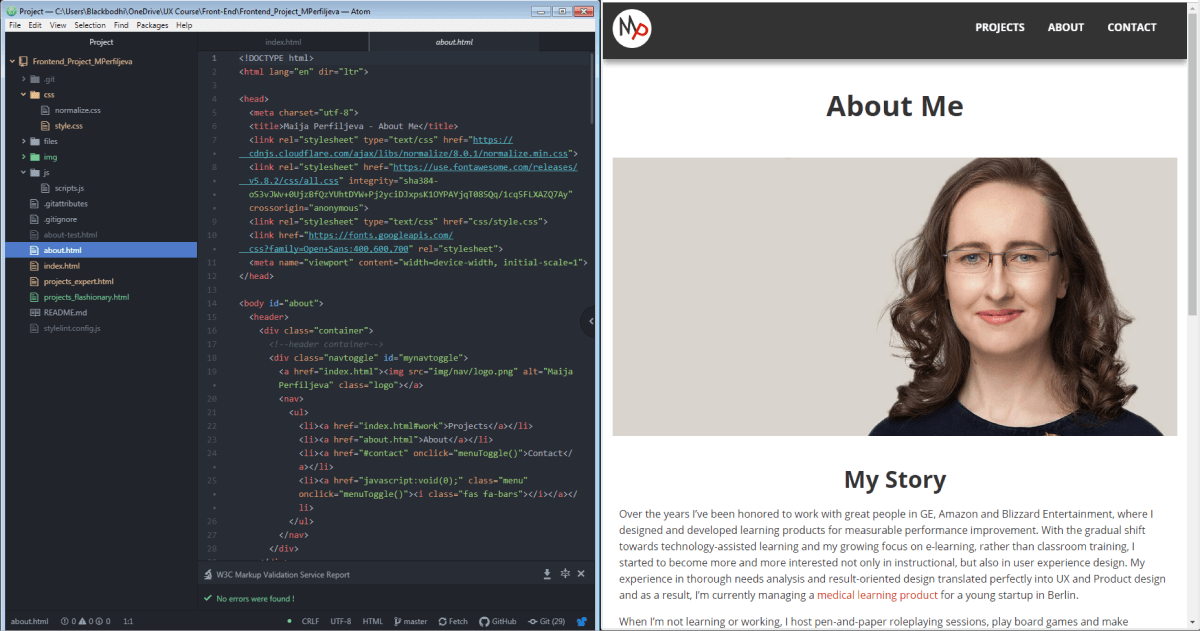 Project — C:\Users\Blackbodhi\OneDrive\UX Course\Front-End\Frontend_Project_MPerfiljeva — Atom
File Edit View Selection Find Packages Help
Project
index.html
about.html
Frontend_Project_MPerfiljeva
.git
css
normalize.css
style.css
files
img
js
scripts.js
.gitattributes
.gitignore
about-test.html
about.html
index.html
projects_expert.html
projects_flashionary.html
README.md
stylelint.config.js
1 <!DOCTYPE html>
2 <html lang="en" dir="ltr">
3
4 <head>
5 <meta charset="utf-8">
6 <title>Maija Perfiljeva - About Me</title>
7 <link rel="stylesheet" type="text/css" href="https://
• cdnjs.cloudflare.com/ajax/libs/normalize/8.0.1/normalize.min.css">
8 <link rel="stylesheet" href="https://use.fontawesome.com/releases/
• v5.8.2/css/all.css" integrity="sha384-
• oS3vJWv+0UjzBfQzYUhtDYW+Pj2yciDJxpsK1OYPAYjqT085Qq/1cq5FLXAZQ7Ay"
• crossorigin="anonymous">
9 <link rel="stylesheet" type="text/css" href="css/style.css">
10 <link href="https://fonts.googleapis.com/
• css?family=Open+Sans:400,600,700" rel="stylesheet">
11 <meta name="viewport" content="width=device-width, initial-scale=1">
12 </head>
13
14 <body id="about">
15 <header>
16 <div class="container">
17 <!--header container-->
18 <div class="navtoggle" id="mynavtoggle">
19 <a href="index.html"><img src="img/nav/logo.png" alt="Maija
• Perfiljeva" class="logo"></a>
20 <nav>
21 <ul>
22 <li><a href="index.html#work">Projects</a></li>
23 <li><a href="about.html">About</a></li>
24 <li><a href="#contact" onclick="menuToggle()">Contact</
• a></li>
25 <li><a href="javascript:void(0);" class="menu"
• onclick="menuToggle()"><i class="fas fa-bars"></i></a></
• li>
26 </ul>
27 </nav>
28 </div>
W3C Markup Validation Service Report
No errors were found !
about.html 0 0 0 1:1 CRLF UTF-8 HTML master Fetch GitHub Git (29)
Mp
PROJECTS ABOUT CONTACT
About Me
My Story
Over the years I've been honored to work with great people in GE, Amazon and Blizzard Entertainment, where I
designed and developed learning products for measurable performance improvement. With the gradual shift
towards technology-assisted learning and my growing focus on e-learning, rather than classroom training, I
started to become more and more interested not only in instructional, but also in user experience design. My
experience in thorough needs analysis and result-oriented design translated perfectly into UX and Product design
and as a result, I'm currently managing a medical learning product for a young startup in Berlin.
When I'm not learning or working, I host pen-and-paper roleplaying sessions, play board games and make